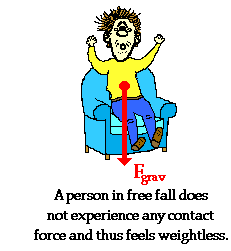 Fgrav
A person in free fall does
not experience any contact
force and thus feels weightless.